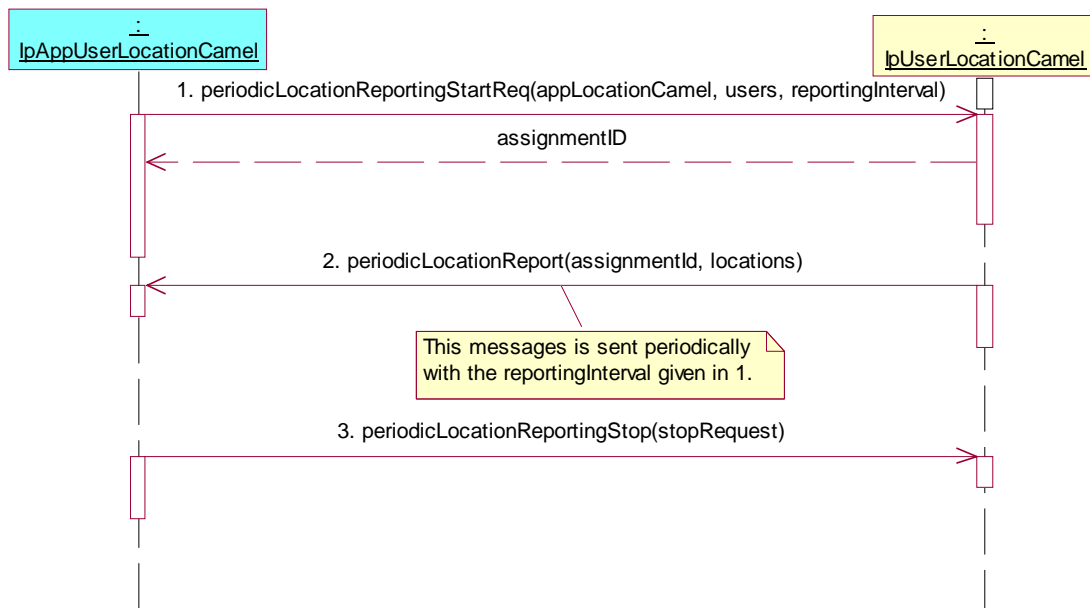 :
IpAppUserLocationCamel
:
IpUserLocationCamel
1. periodicLocationReportingStartReq(appLocationCamel, users, reportingInterval)
assignmentID
2. periodicLocationReport(assignmentId, locations)
This messages is sent periodically
with the reportingInterval given in 1.
3. periodicLocationReportingStop(stopRequest)